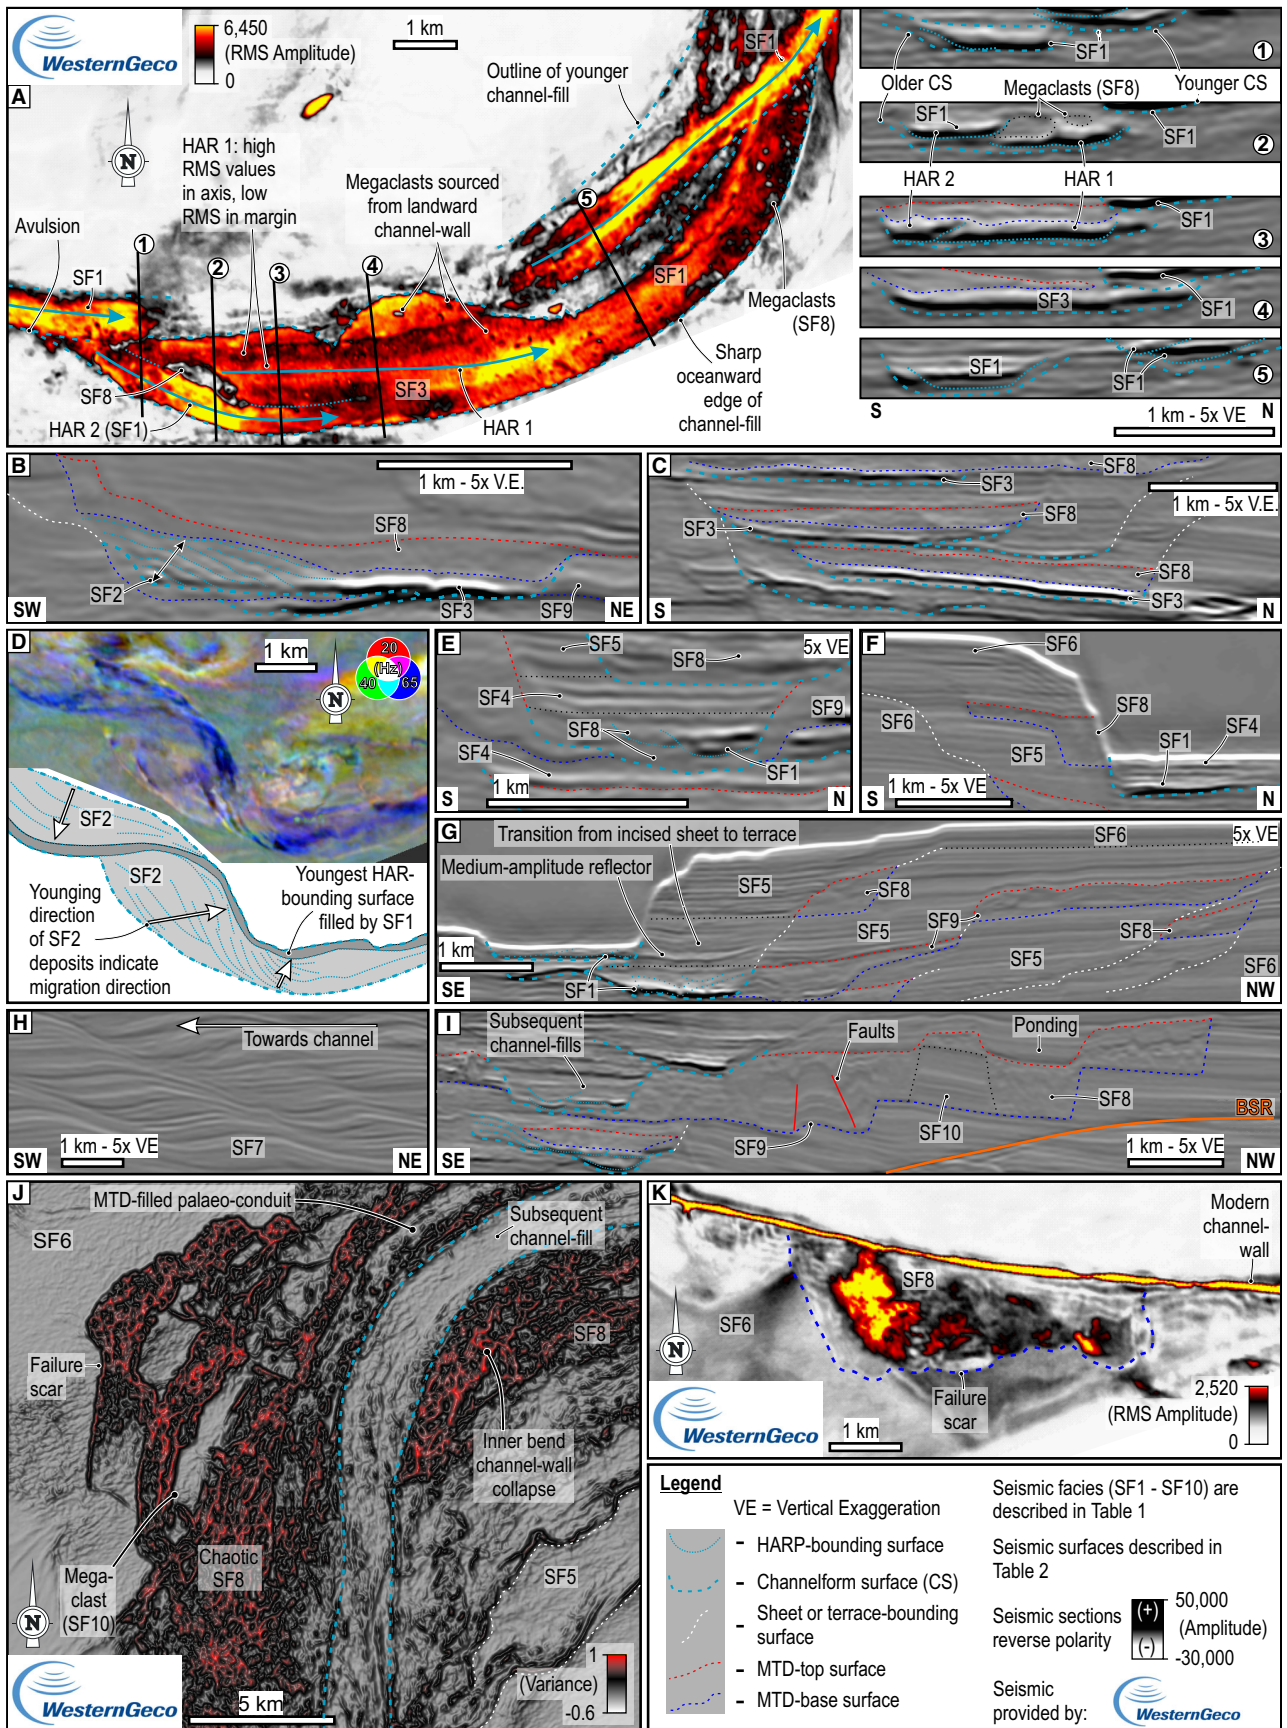 WesternGeco
6,450
(RMS Amplitude)
0
1 km
A
N
Outline of younger
channel-fill
SF1
HAR 1: high
RMS values
in axis, low
RMS in margin
Megaclasts sourced
from landward
channel-wall
Avulsion
SF1
1
2
3
4
5
SF1
Megaclasts
(SF8)
SF8
SF3
HAR 2 (SF1)
HAR 1
Sharp
oceanward
edge of
channel-fill
SF1
1
Older CS
Younger CS
Megaclasts (SF8)
SF1
SF1
2
HAR 2
HAR 1
SF1
3
SF3
SF1
4
SF1
SF1
5
S
N
1 km - 5x VE
B
1 km - 5x V.E.
SF8
SF2
SF3
SF9
SW
NE
C
SF8
SF3
1 km - 5x V.E.
SF8
SF3
SF8
SF3
S
N
D
1 km
N
20
(Hz)
40
65
SF2
SF2
Younging
direction
of SF2
deposits indicate
migration direction
Youngest HAR-
bounding surface
filled by SF1
E
SF5
SF8
5x VE
SF4
SF9
SF8
SF4
SF1
S
1 km
N
F
SF6
SF6
SF8
SF5
SF1
SF4
1 km - 5x VE
S
N
G
Transition from incised sheet to terrace
SF6
5x VE
Medium-amplitude reflector
SF5
SF8
SF9
SF5
SF8
1 km
SF5
SF6
SF1
SE
NW
H
Towards channel
1 km - 5x VE
SF7
SW
NE
I
Subsequent
channel-fills
Faults
Ponding
SF8
BSR
SF9
SF10
1 km - 5x VE
SE
NW
J
MTD-filled palaeo-conduit
SF6
Subsequent
channel-fill
SF8
Failure
scar
Inner bend
channel-wall
collapse
Mega-
clast
(SF10)
Chaotic
SF8
SF5
N
1
(Variance)
-0.6
WesternGeco
5 km
K
Modern
channel-
wall
SF8
SF6
N
Failure
scar
2,520
(RMS Amplitude)
0
WesternGeco
1 km
Legend
VE = Vertical Exaggeration
- HARP-bounding surface
- Channelform surface (CS)
- Sheet or terrace-bounding
surface
- MTD-top surface
- MTD-base surface
Seismic facies (SF1 - SF10) are
described in Table 1
Seismic surfaces described in
Table 2
Seismic sections
reverse polarity
(+)
(-)
50,000
(Amplitude)
-30,000
Seismic
provided by:
WesternGeco